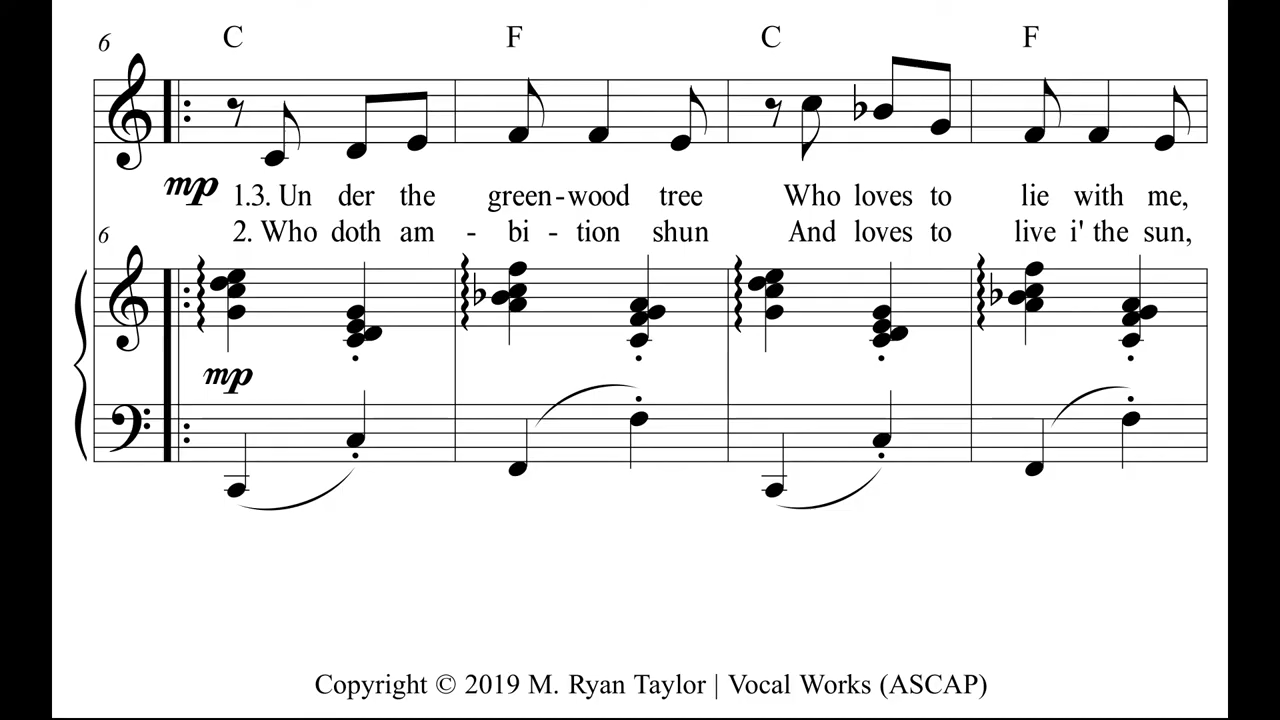 6 C F C F
mp 1.3. Un der the green-wood tree Who loves to lie with me,
6 2. Who doth am - bi - tion shun And loves to live i' the sun,
mp
Copyright © 2019 M. Ryan Taylor | Vocal Works (ASCAP)